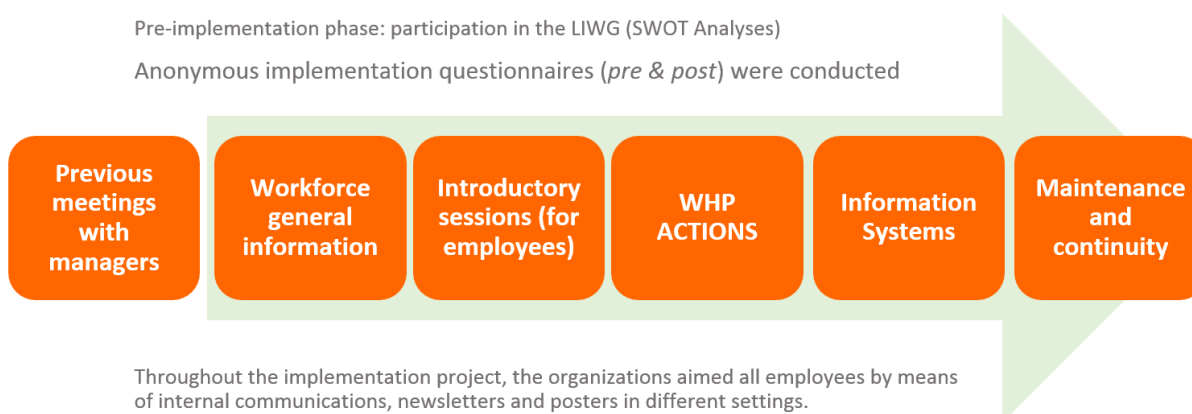 Pre-implementation phase: participation in the LIWG (SWOT Analyses)
Anonymous implementation questionnaires (pre & post) were conducted
Previous
meetings
with
managers
Workforce
general
information
Introductory
sessions (for
employees)
WHP
ACTIONS
Information
Systems
Maintenance
and
continuity
Throughout the implementation project, the organizations aimed all employees by means
of internal communications, newsletters and posters in different settings.